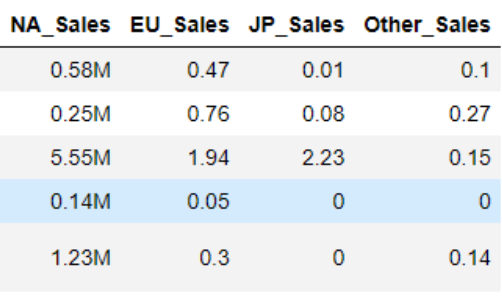 NA_Sales EU_Sales JP_Sales Other_Sales
0.58M 0.47 0.01 0.1
0.25M 0.76 0.08 0.27
5.55M 1.94 2.23 0.15
0.14M 0.05 0 0
1.23M 0.3 0 0.14